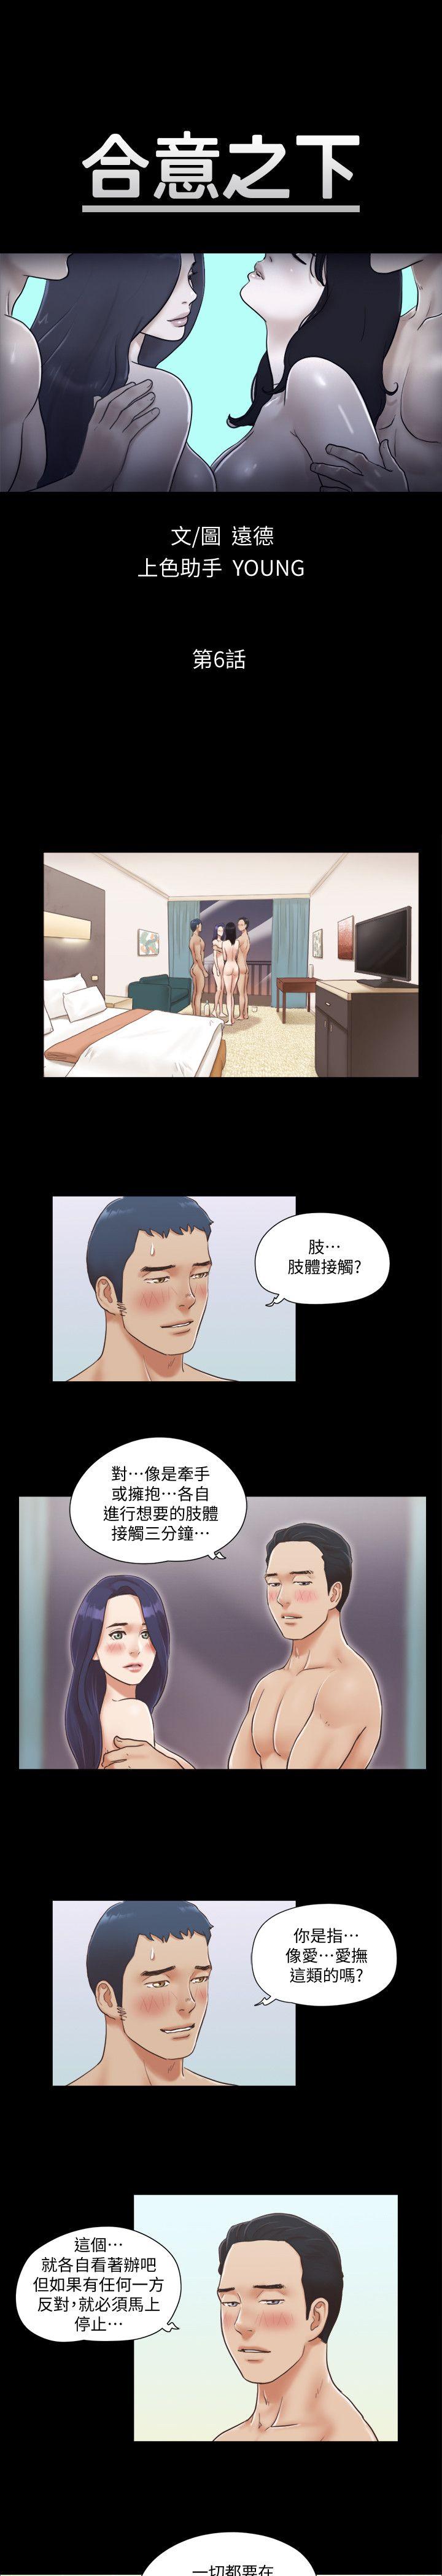 合意之下
文/圖 遠德
上色助手 YOUNG
第6話
肢…
肢體接觸?
對…像是牽手
或擁抱…各自
進行想要的肢體
接觸三分鐘…
你是指…
像愛…愛撫
這類的嗎?
這個…
就各自看著辦吧
但如果有任何一方
反對,就必須馬上
停止…
一切都要在